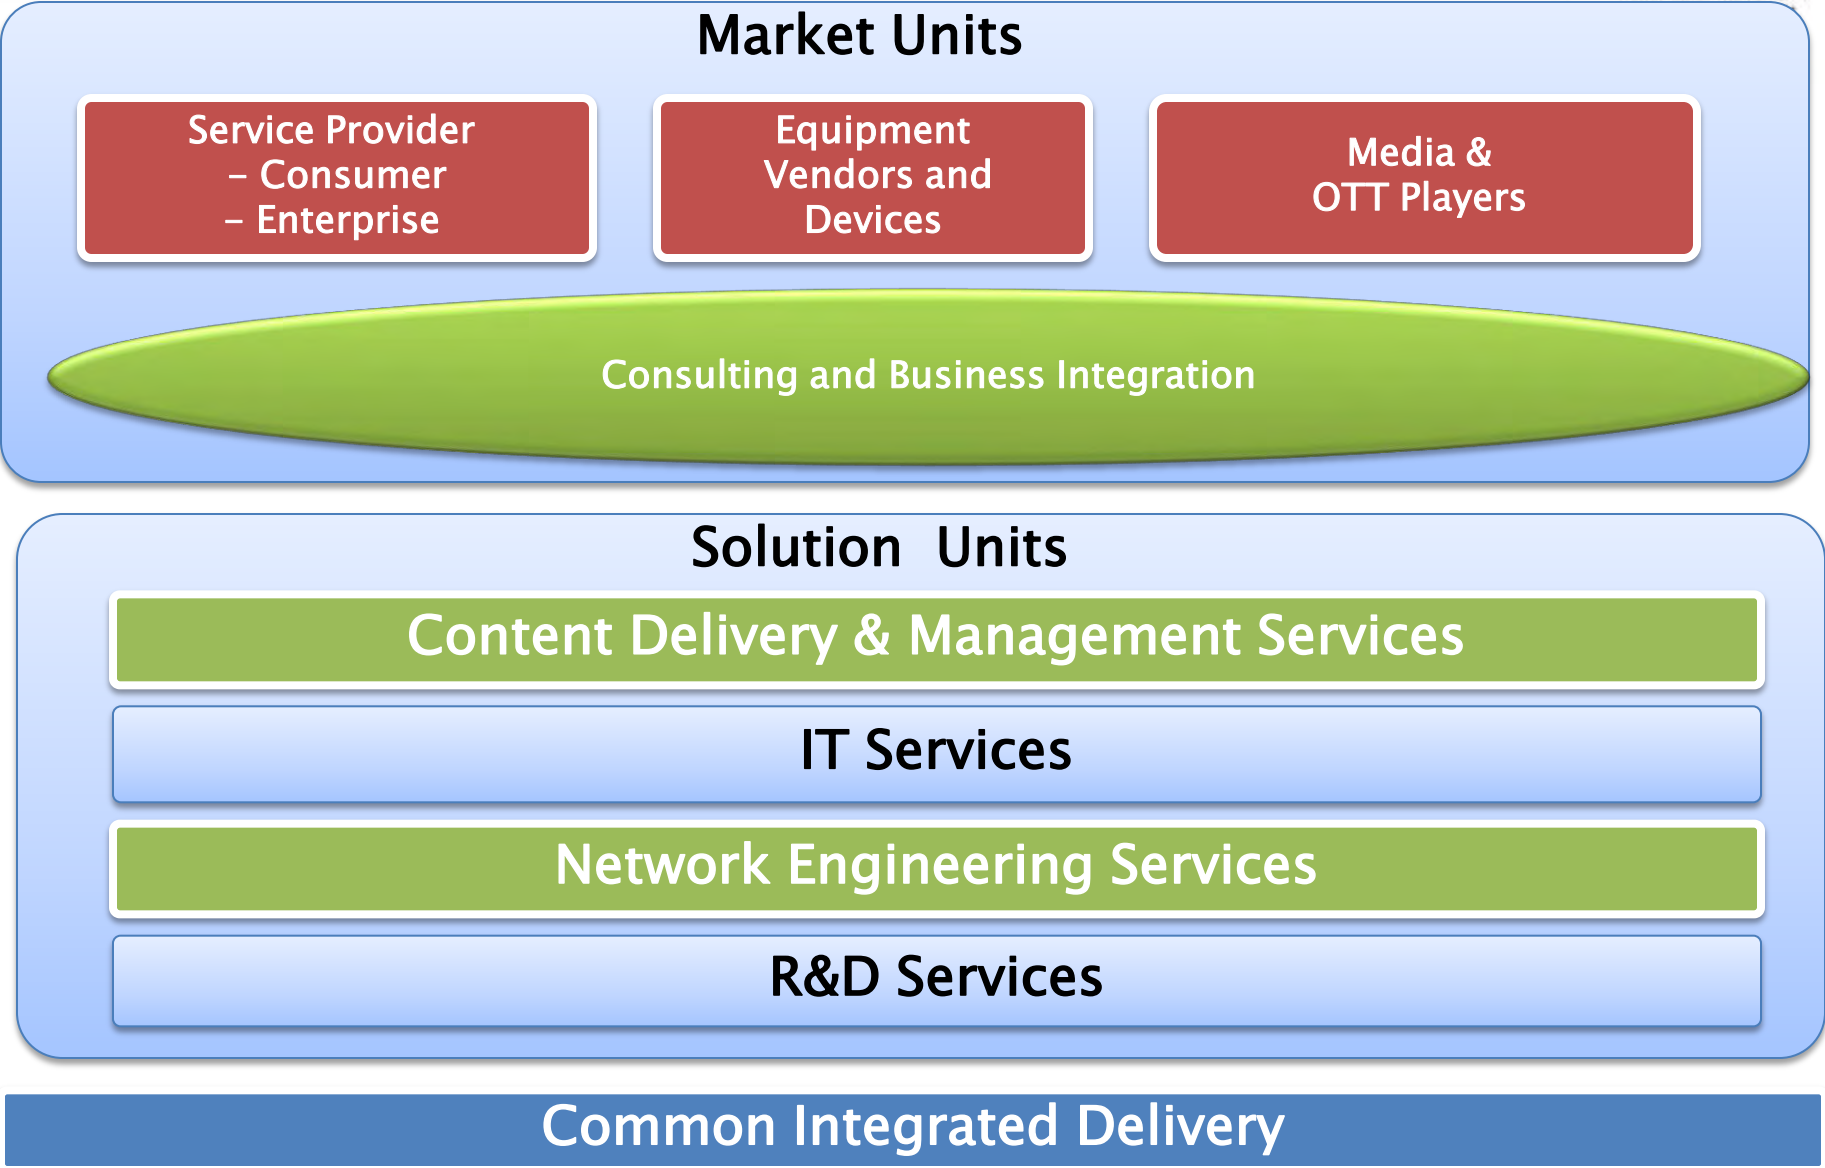 Market Units
Service Provider
– Consumer
– Enterprise
Equipment
Vendors and
Devices
Media &
OTT Players
Consulting and Business Integration
Solution Units
Content Delivery & Management Services
IT Services
Network Engineering Services
R&D Services
Common Integrated Delivery